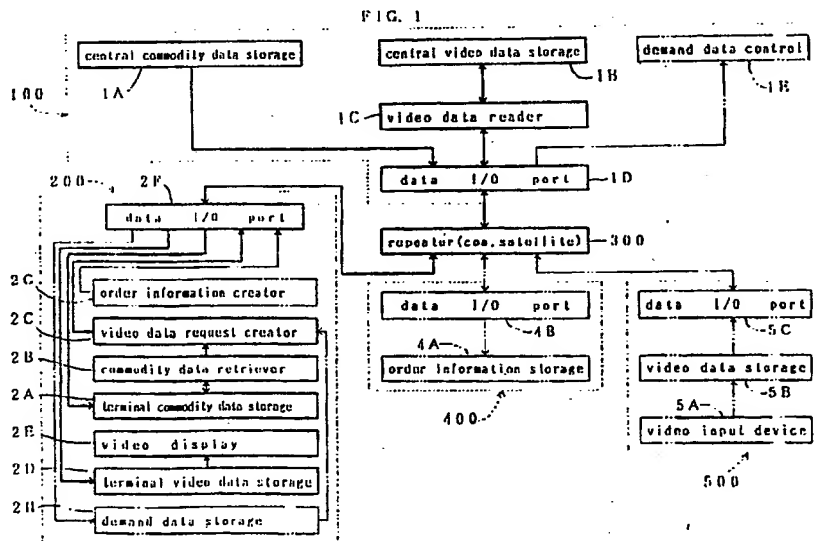 FIG. 1
central commodity data storage
central video data storage
demand data control
1A
1B
1E
100
1C
video data reader
data I/O port
1D
200
2F
data I/O port
repeater(com.satellite)
300
2G
order information creator
data I/O port
4B
data I/O port
5C
2C
video data request creator
2B
commodity data retriever
4A
order information storage
400
video data storage
5B
2A
terminal commodity data storage
5A
video input device
500
2E
video display
2D
terminal video data storage
2H
demand data storage